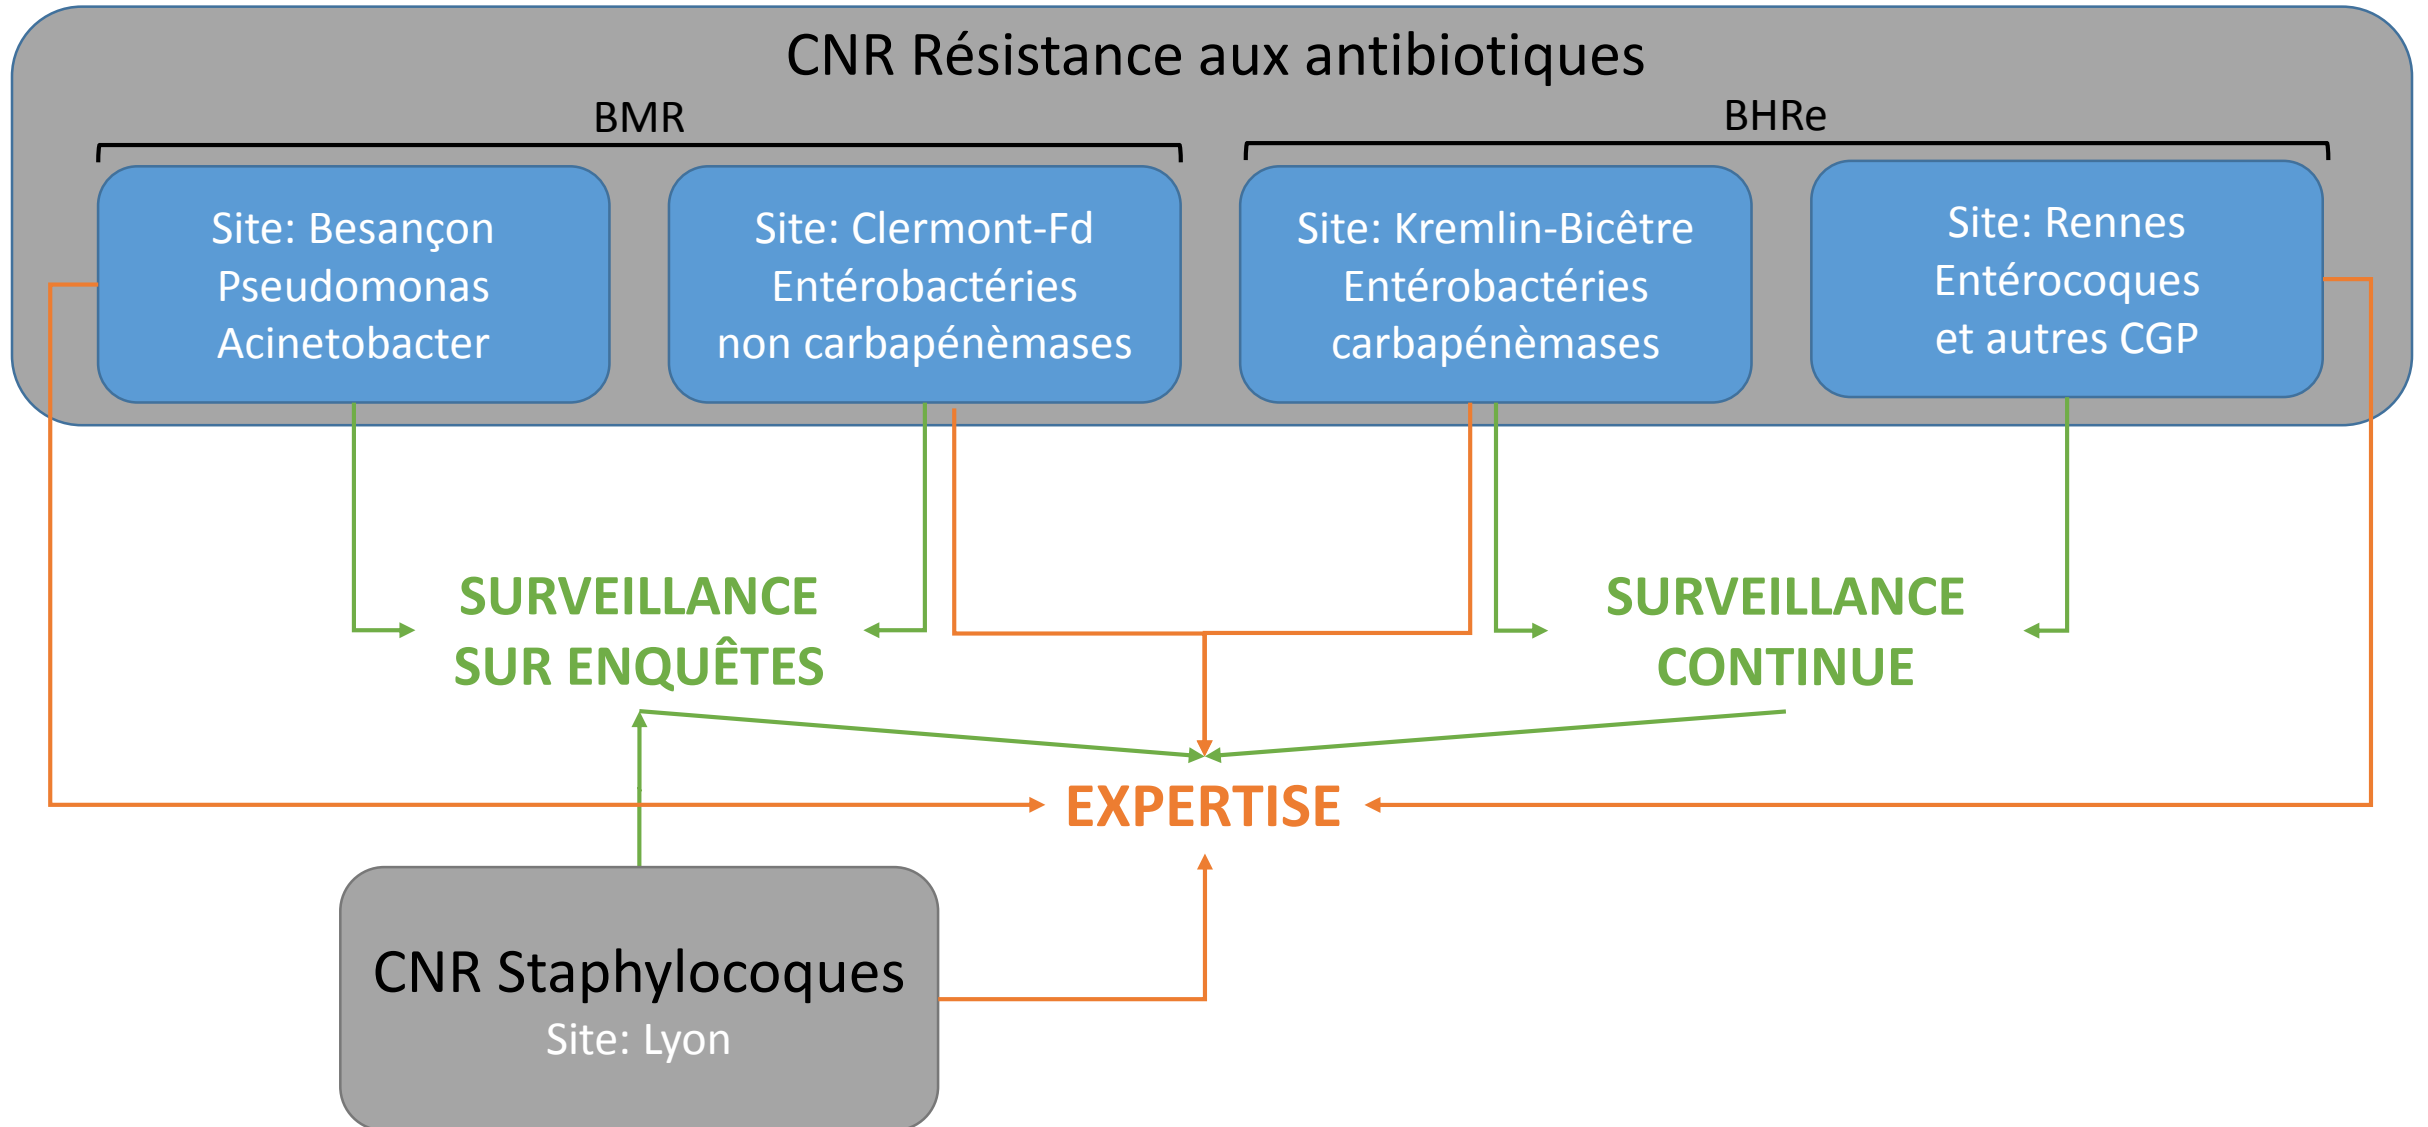 CNR Résistance aux antibiotiques
BMR
BHRe
Site: Besançon
Pseudomonas
Acinetobacter
Site: Clermont-Fd
Entérobactéries
non carbapénèmases
Site: Kremlin-Bicêtre
Entérobactéries
carbapénèmases
Site: Rennes
Entérocoques
et autres CGP
SURVEILLANCE
SUR ENQUÊTES
SURVEILLANCE
CONTINUE
EXPERTISE
CNR Staphylocoques
Site: Lyon